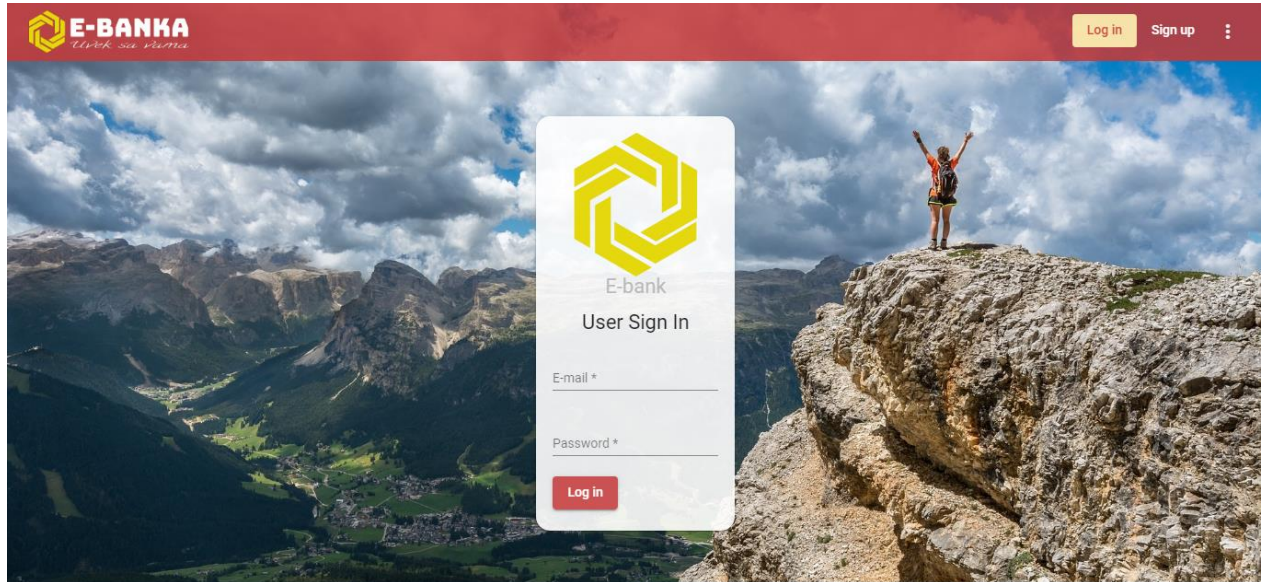 E-BANKA
Uvek sa vama
Log in
Sign up
E-bank
User Sign In
E-mail *
Password *
Log in